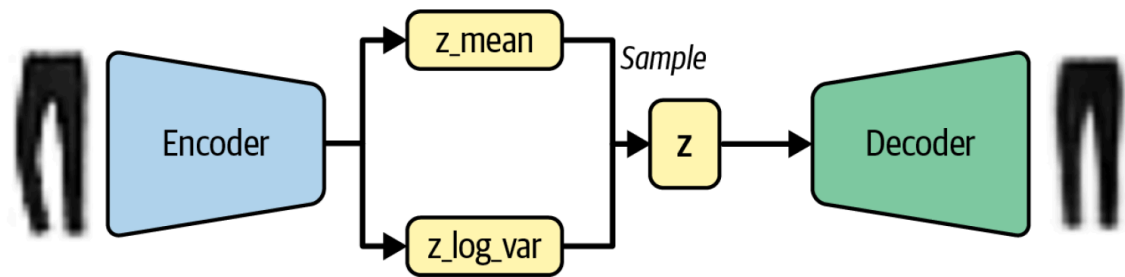 z_mean
Sample
Encoder
z
Decoder
z_log_var